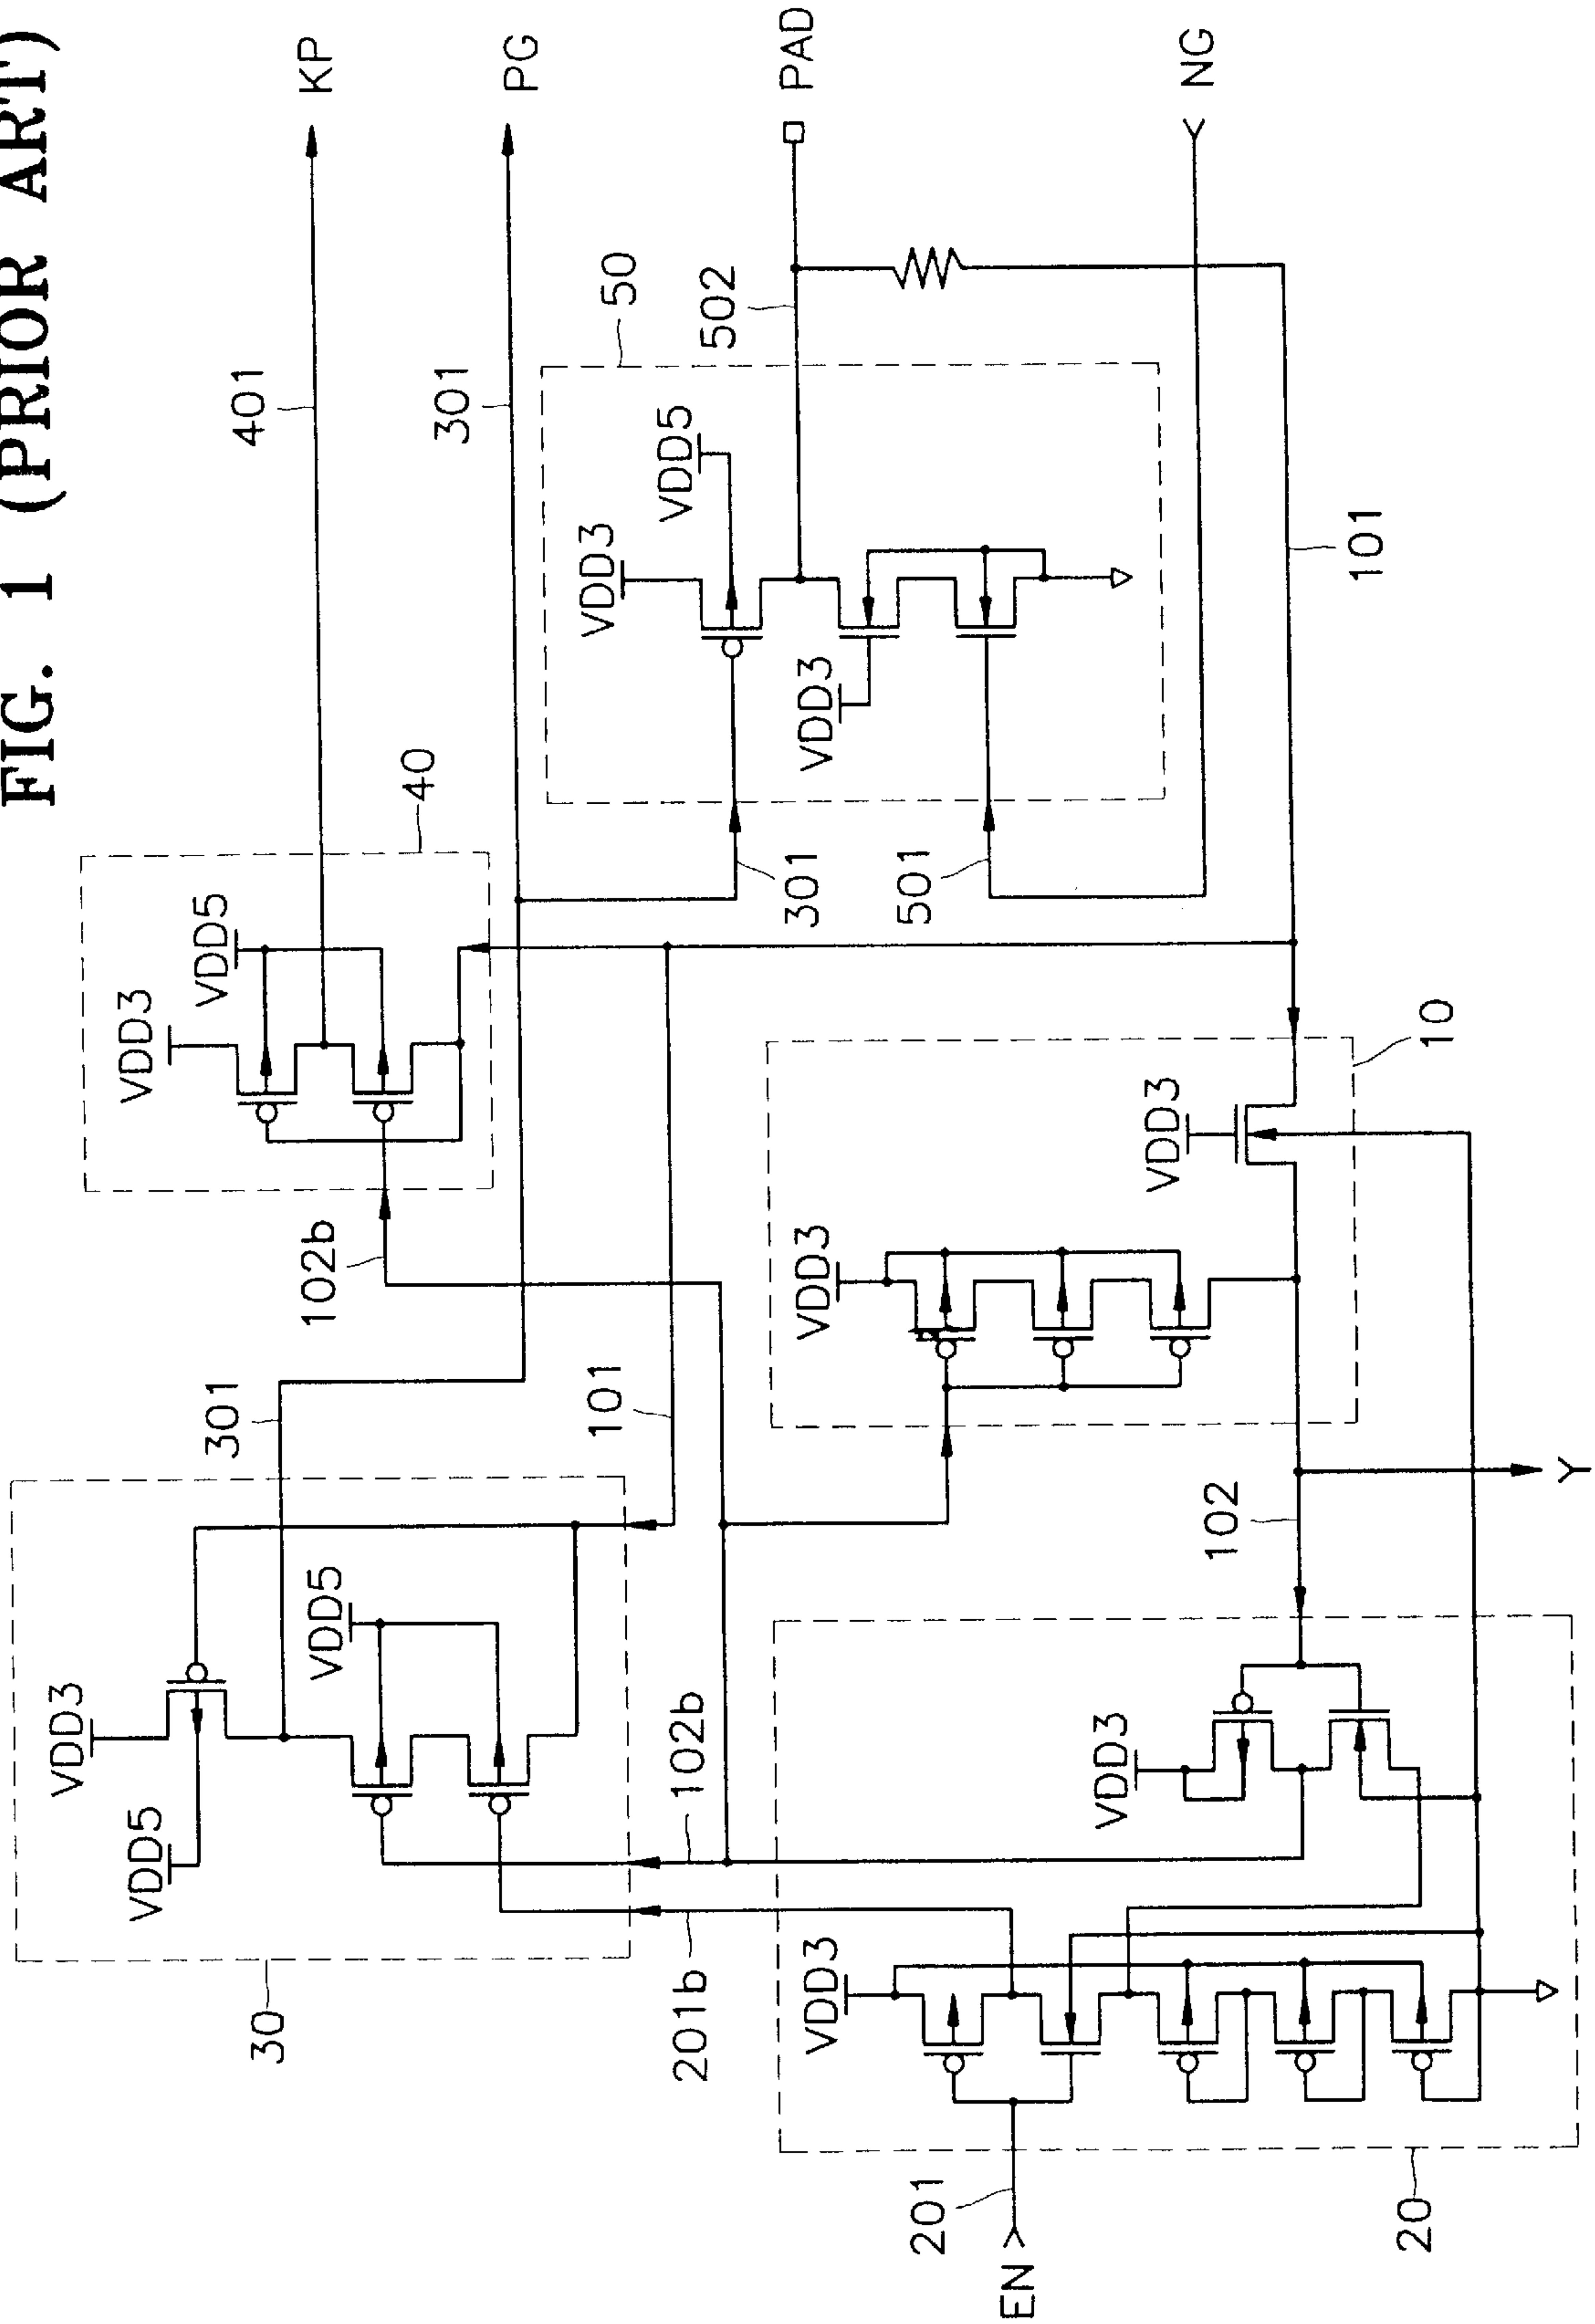 FIG. 1 (PRIOR ART)
KP
PG
PAD
NG
401
301
50
502
VDD5
VDD3
VDD3
101
40
301
501
VDD5
VDD3
10
VDD3
102b
VDD3
301
101
Y
102
VDD5
VDD3
VDD5
102b
VDD3
30
201b
VDD3
201
EN
20